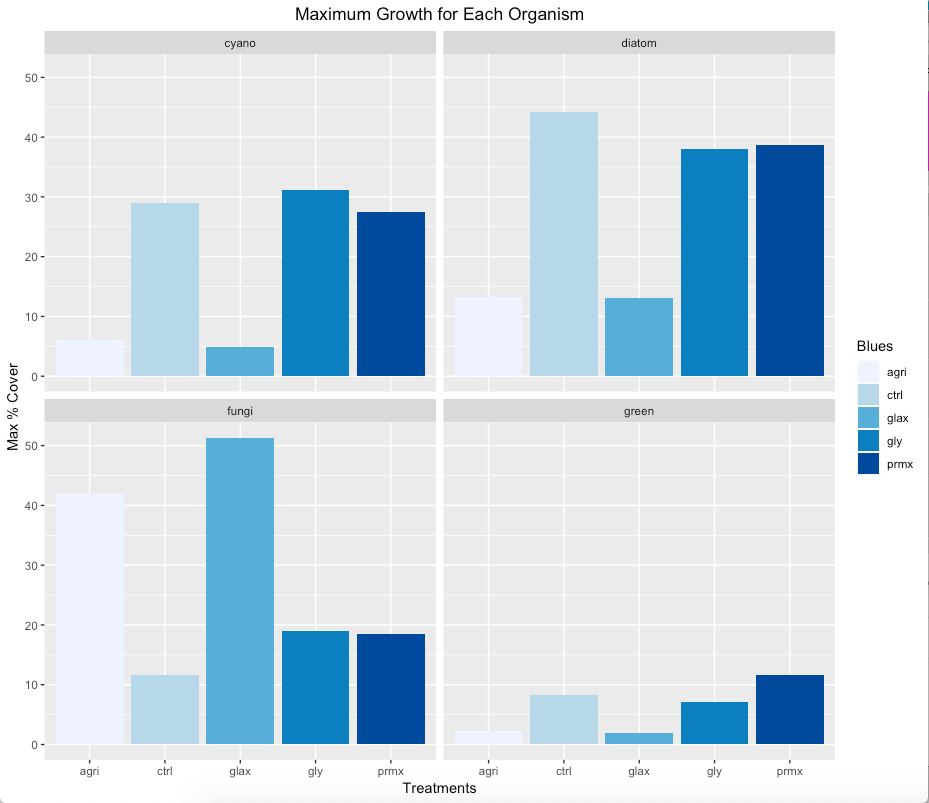 Maximum Growth for Each Organism
cyano
diatom
50
40
30
20
10
0
fungi
green
50
40
30
20
10
0
Max % Cover
agri
ctrl
glax
gly
prmx
agri
ctrl
glax
gly
prmx
Treatments
Blues
agri
ctrl
glax
gly
prmx